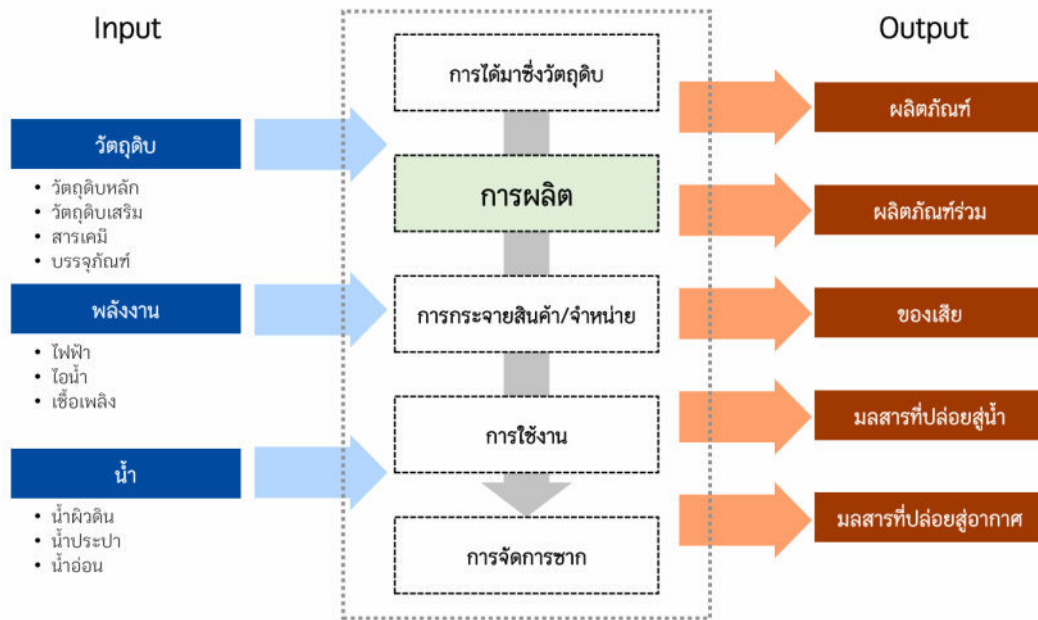 Input
วัตถุดิบ
• วัตถุดิบหลัก
• วัตถุดิบเสริม
• สารเคมี
• บรรจุภัณฑ์
พลังงาน
• ไฟฟ้า
• ไอน้ำ
• เชื้อเพลิง
น้ำ
• น้ำผิวดิน
• น้ำประปา
• น้ำอ่อน
การได้มาซึ่งวัตถุดิบ
การผลิต
การกระจายสินค้า/จำหน่าย
การใช้งาน
การจัดการซาก
Output
ผลิตภัณฑ์
ผลิตภัณฑ์ร่วม
ของเสีย
มลสารที่ปล่อยสู่น้ำ
มลสารที่ปล่อยสู่อากาศ